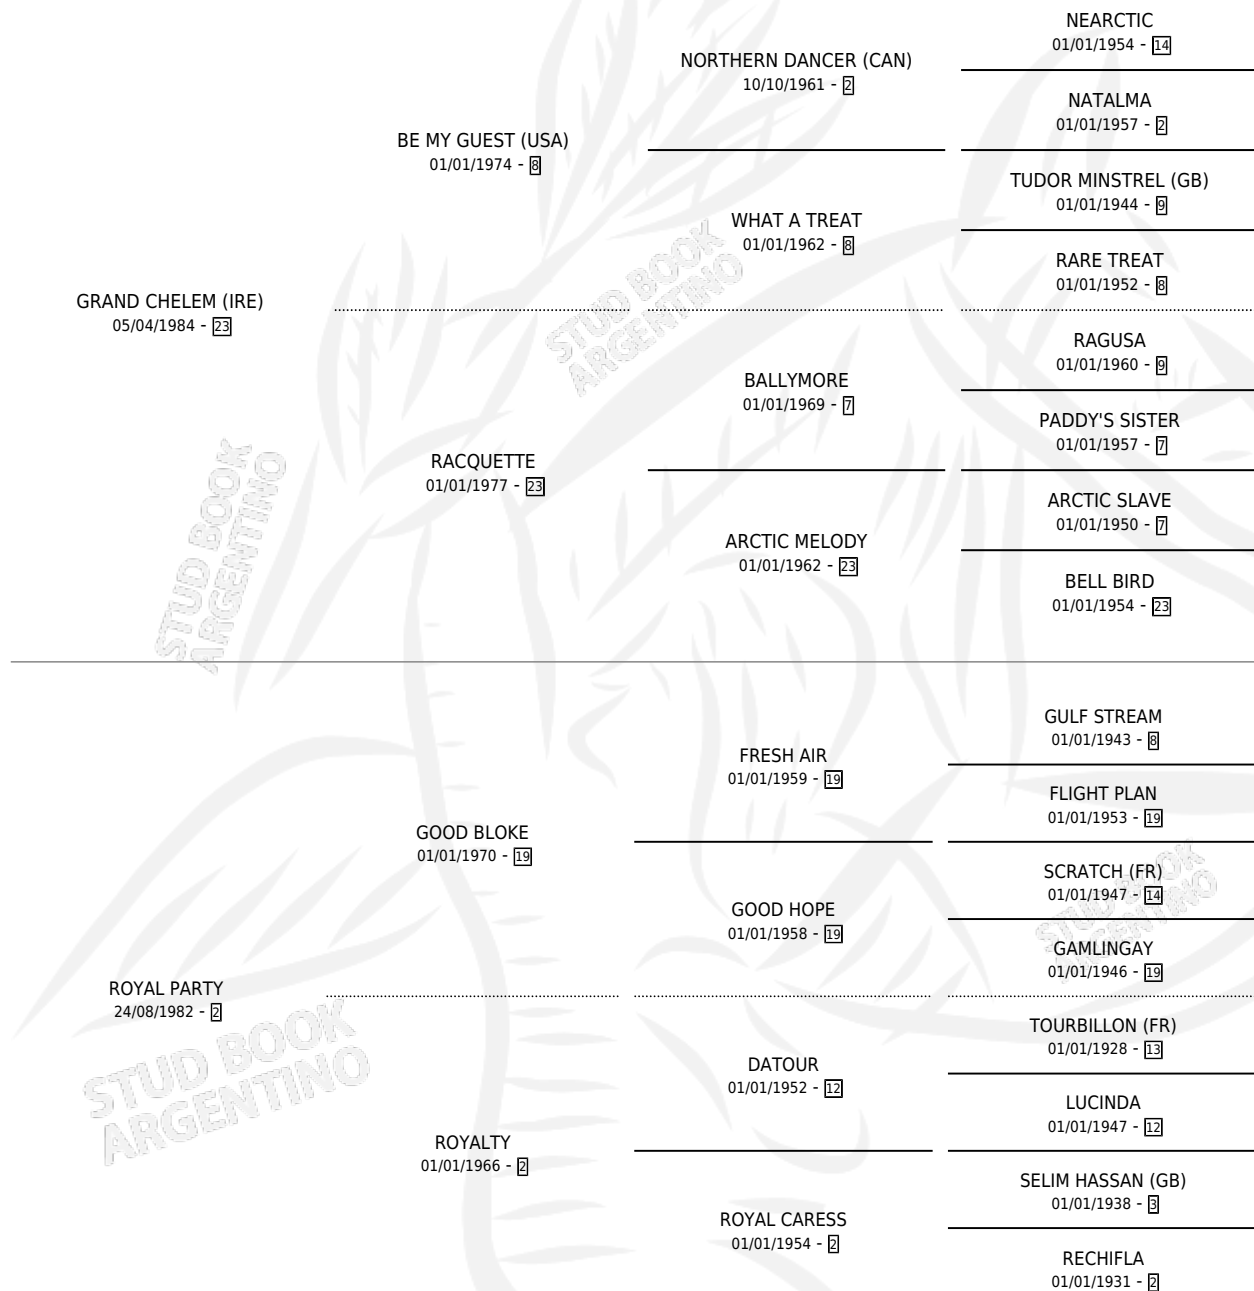 NEARCTIC
01/01/1954 - 14
NORTHERN DANCER (CAN)
10/10/1961 - 2
NATALMA
01/01/1957 - 2
BE MY GUEST (USA)
01/01/1974 - 8
TUDOR MINSTREL (GB)
01/01/1944 - 9
WHAT A TREAT
01/01/1962 - 8
RARE TREAT
01/01/1952 - 8
GRAND CHELEM (IRE)
05/04/1984 - 23
RAGUSA
01/01/1960 - 9
BALLYMORE
01/01/1969 - 7
PADDY'S SISTER
01/01/1957 - 7
RACQUETTE
01/01/1977 - 23
ARCTIC SLAVE
01/01/1950 - 7
ARCTIC MELODY
01/01/1962 - 23
BELL BIRD
01/01/1954 - 23
GULF STREAM
01/01/1943 - 8
FRESH AIR
01/01/1959 - 19
FLIGHT PLAN
01/01/1953 - 19
GOOD BLOKE
01/01/1970 - 19
SCRATCH (FR)
01/01/1947 - 14
GOOD HOPE
01/01/1958 - 19
GAMLINGAY
01/01/1946 - 19
ROYAL PARTY
24/08/1982 - 2
TOURBILLON (FR)
01/01/1928 - 13
DATOUR
01/01/1952 - 12
LUCINDA
01/01/1947 - 12
ROYALTY
01/01/1966 - 2
SELIM HASSAN (GB)
01/01/1938 - 3
ROYAL CARESS
01/01/1954 - 2
RECHIFLA
01/01/1931 - 2
STUD BOOK
ARGENTINO
STUD BOOK
ARGENTINO
STUD BOOK
ARGENTINO
STUD BOOK
ARGENTINO